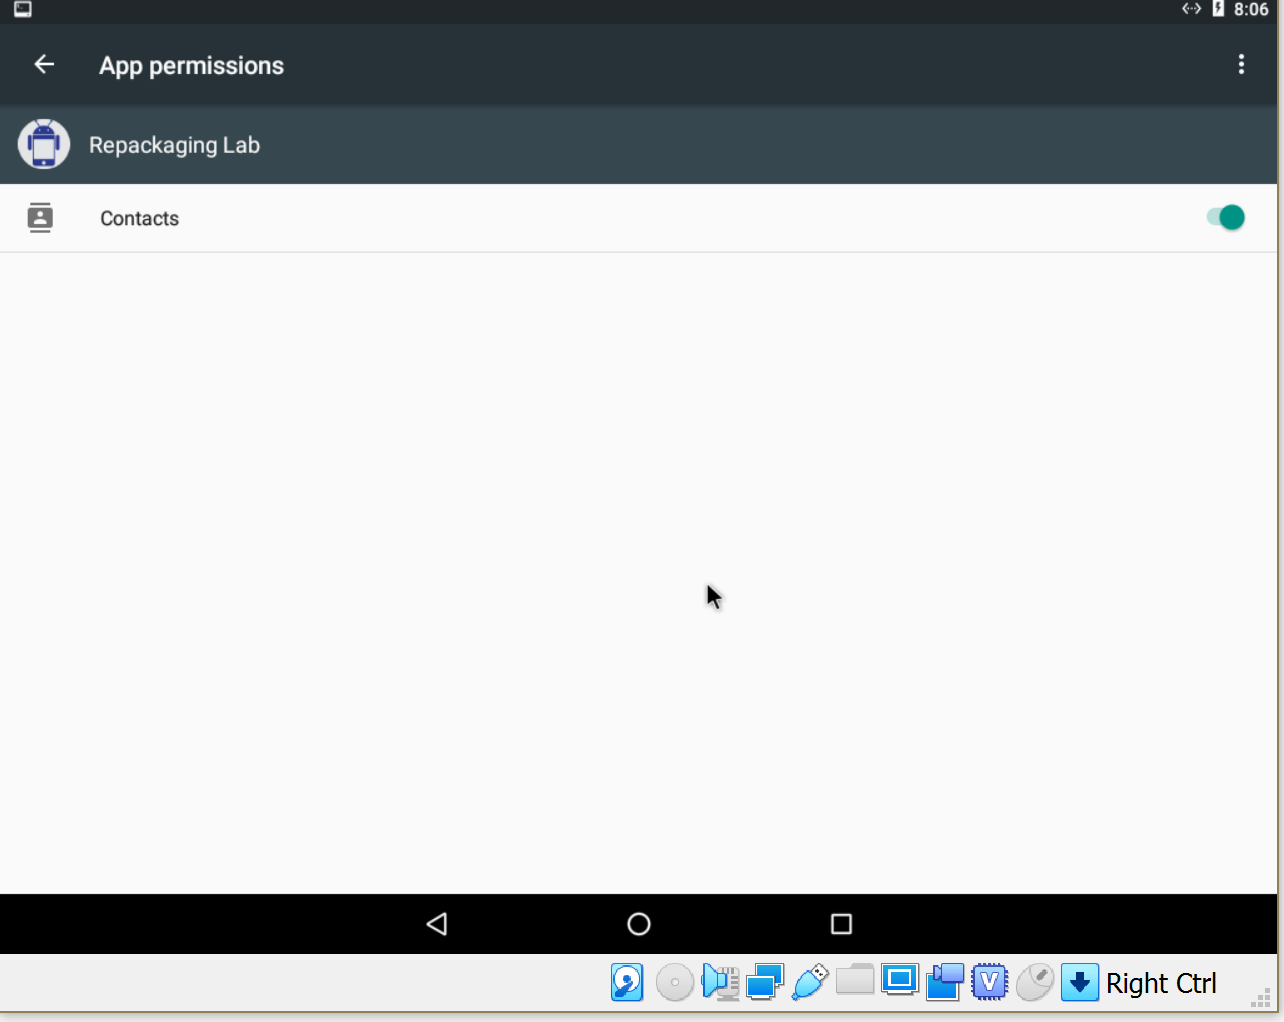 8:06
App permissions
Repackaging Lab
Contacts
V
Right Ctrl